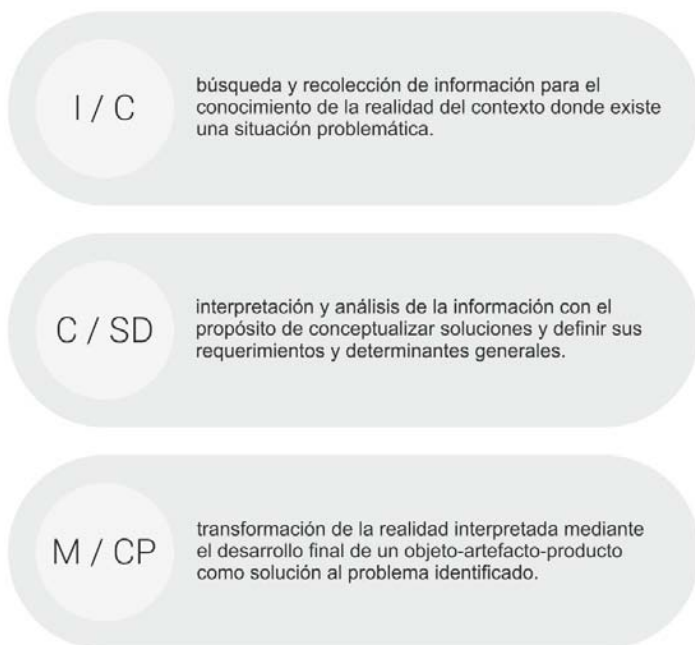 I / C
búsqueda y recolección de información para el
conocimiento de la realidad del contexto donde existe
una situación problemática.
C / SD
interpretación y análisis de la información con el
propósito de conceptualizar soluciones y definir sus
requerimientos y determinantes generales.
M / CP
transformación de la realidad interpretada mediante
el desarrollo final de un objeto-artefacto-producto
como solución al problema identificado.